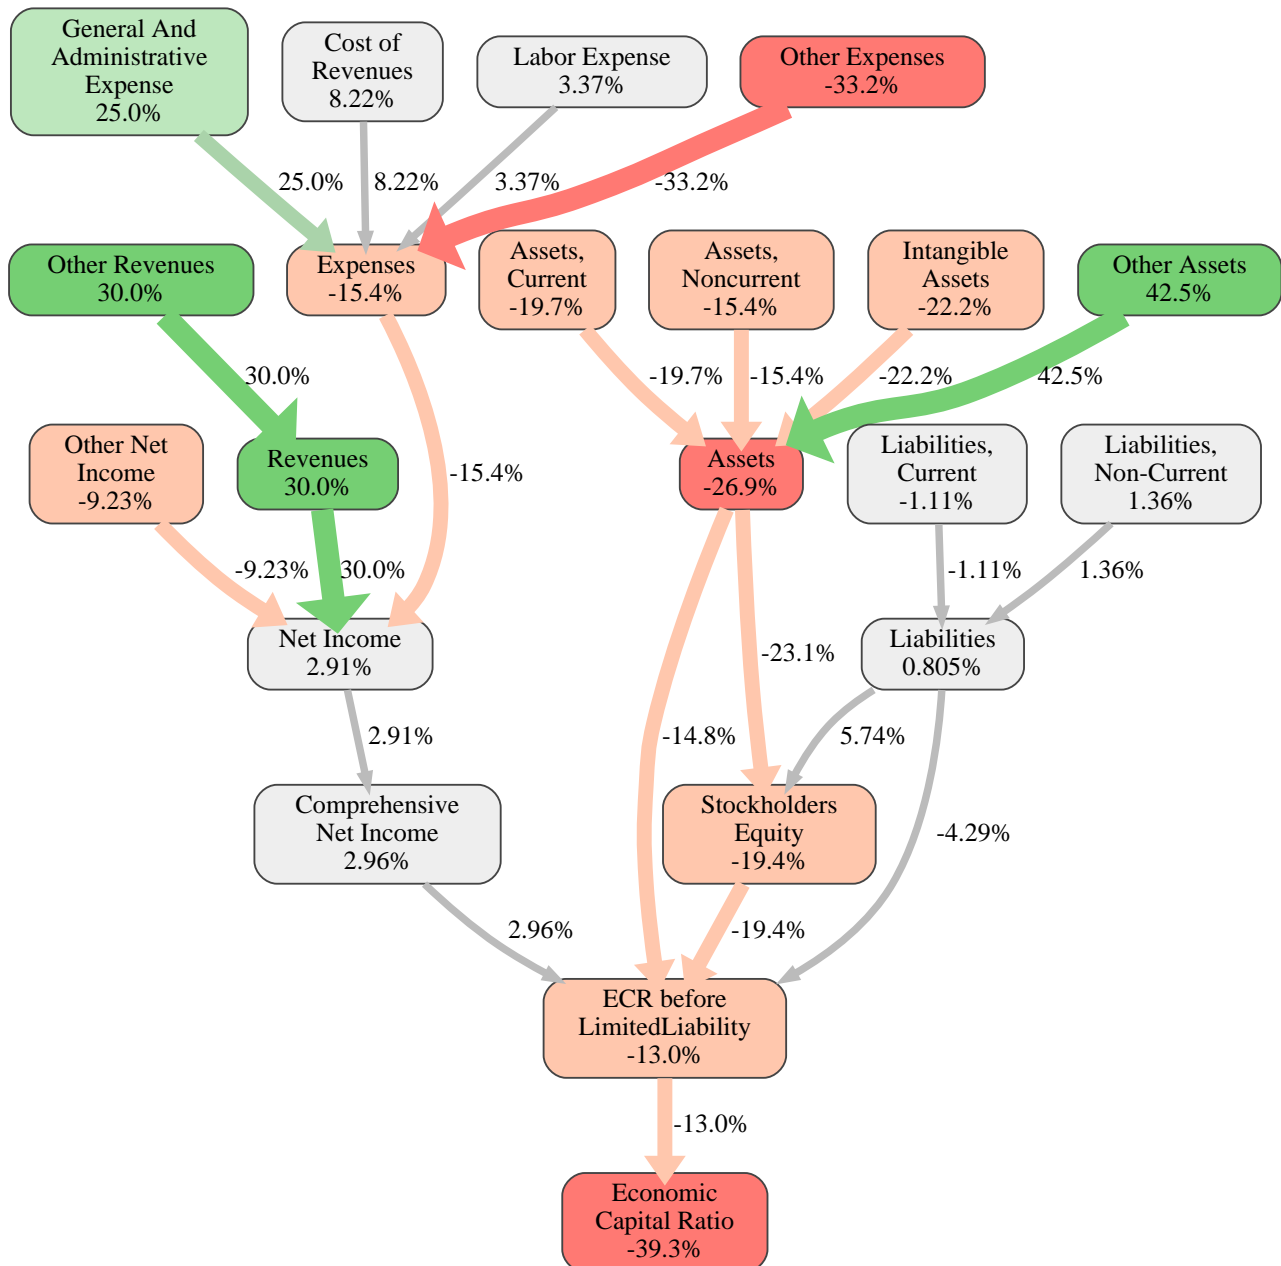 General And
Administrative
Expense
25.0%
Cost of
Revenues
8.22%
Labor Expense
3.37%
Other Expenses
-33.2%
25.0%
8.22%
3.37%
-33.2%
Other Revenues
30.0%
Expenses
-15.4%
Assets,
Current
-19.7%
Assets,
Noncurrent
-15.4%
Intangible
Assets
-22.2%
Other Assets
42.5%
30.0%
-19.7%
-15.4%
-22.2%
42.5%
Other Net
Income
-9.23%
Revenues
30.0%
-15.4%
Assets
-26.9%
Liabilities,
Current
-1.11%
Liabilities,
Non-Current
1.36%
-9.23%
30.0%
-1.11%
1.36%
Net Income
2.91%
-23.1%
Liabilities
0.805%
2.91%
-14.8%
5.74%
Comprehensive
Net Income
2.96%
Stockholders
Equity
-19.4%
-4.29%
2.96%
-19.4%
ECR before
LimitedLiability
-13.0%
-13.0%
Economic
Capital Ratio
-39.3%